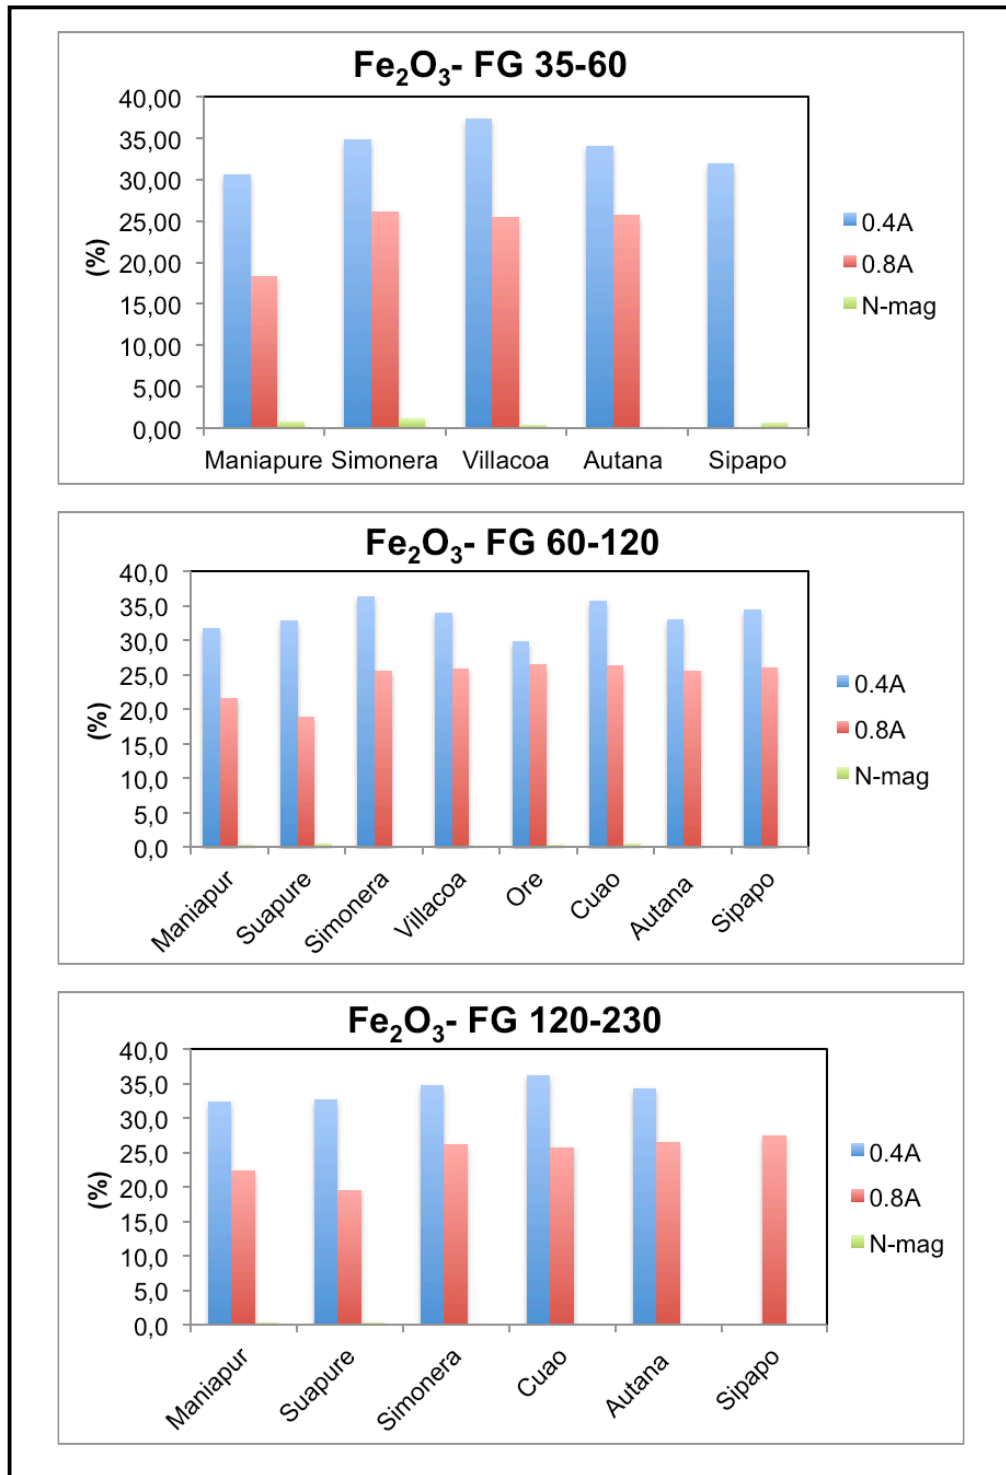 Fe₂O₃- FG 35-60
40,00
35,00
30,00
25,00
20,00
15,00
10,00
5,00
0,00
(%)
Maniapure Simonera Villacoa Autana Sipapo
0.4A
0.8A
N-mag
Fe₂O₃- FG 60-120
40,0
35,0
30,0
25,0
20,0
15,0
10,0
5,0
0,0
(%)
Maniapur
Suapure
Simonera
Villacoa
Ore
Cuao
Autana
Sipapo
0.4A
0.8A
N-mag
Fe₂O₃- FG 120-230
40,0
35,0
30,0
25,0
20,0
15,0
10,0
5,0
0,0
(%)
Maniapur
Suapure
Simonera
Cuao
Autana
Sipapo
0.4A
0.8A
N-mag